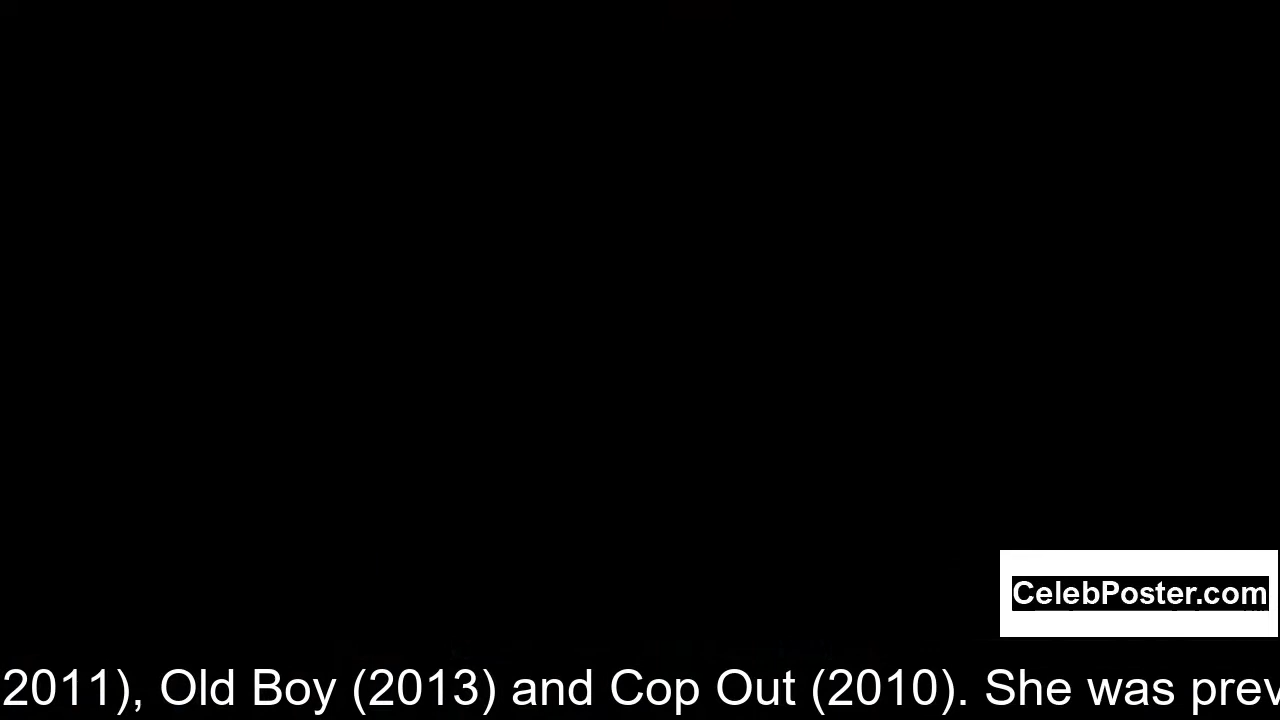 CelebPoster.com
2011), Old Boy (2013) and Cop Out (2010). She was prev